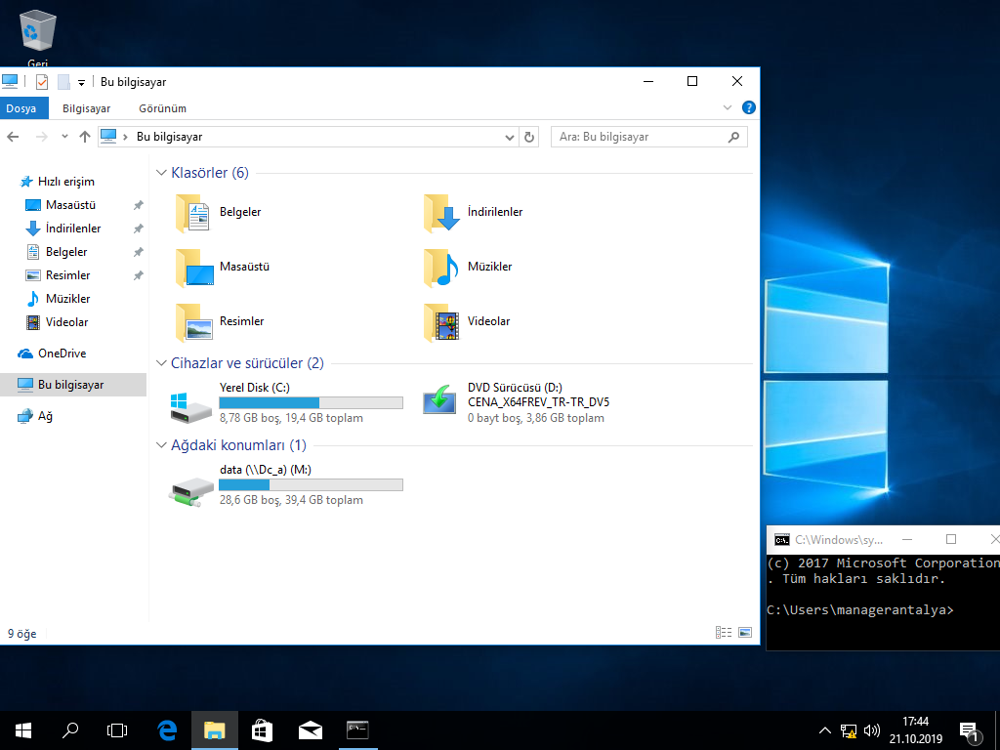 Geri
Bu bilgisayar
Dosya
Bilgisayar
Görünüm
?
Bu bilgisayar
Ara: Bu bilgisayar
Hızlı erişim
Masaüstü
İndirilenler
Belgeler
Resimler
Müzikler
Videolar
OneDrive
Bu bilgisayar
Ağ
Klasörler (6)
Belgeler
İndirilenler
Masaüstü
Müzikler
Resimler
Videolar
Cihazlar ve sürücüler (2)
Yerel Disk (C:)
8,78 GB boş, 19,4 GB toplam
DVD Sürücüsü (D:)
CENA_X64FREV_TR-TR_DV5
0 bayt boş, 3,86 GB toplam
Ağdaki konumları (1)
data (\\Dc_a) (M:)
28,6 GB boş, 39,4 GB toplam
9 öğe
C:\Windows\sy...
(c) 2017 Microsoft Corporation
. Tüm hakları saklıdır.
C:\Users\managerantalya>
17:44
21.10.2019
1